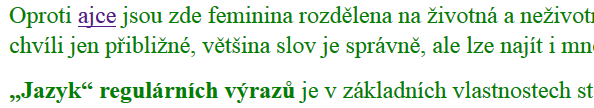 Oproti ajce jsou zde feminina rozdělena na životná a neživotn
chvíli jen přibližné, většina slov je správně, ale lze najít i mno
„Jazyk“ regulárních výrazů je v základních vlastnostech st